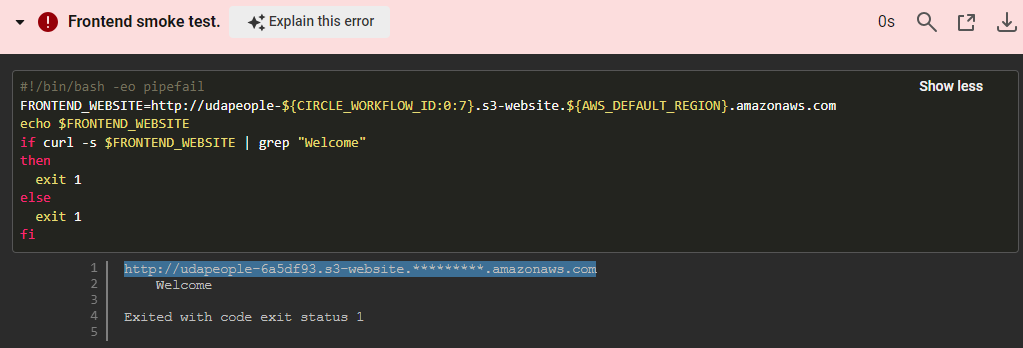 Frontend smoke test. Explain this error 0s
#!/bin/bash -eo pipefail Show less
FRONTEND_WEBSITE=http://udapeople-${CIRCLE_WORKFLOW_ID:0:7}.s3-website.${AWS_DEFAULT_REGION}.amazonaws.com
echo $FRONTEND_WEBSITE
if curl -s $FRONTEND_WEBSITE | grep "Welcome"
then
  exit 1
else
  exit 1
fi
1 http://udapeople-6a5df93.s3-website.*********.amazonaws.com
2     Welcome
3
4 Exited with code exit status 1
5